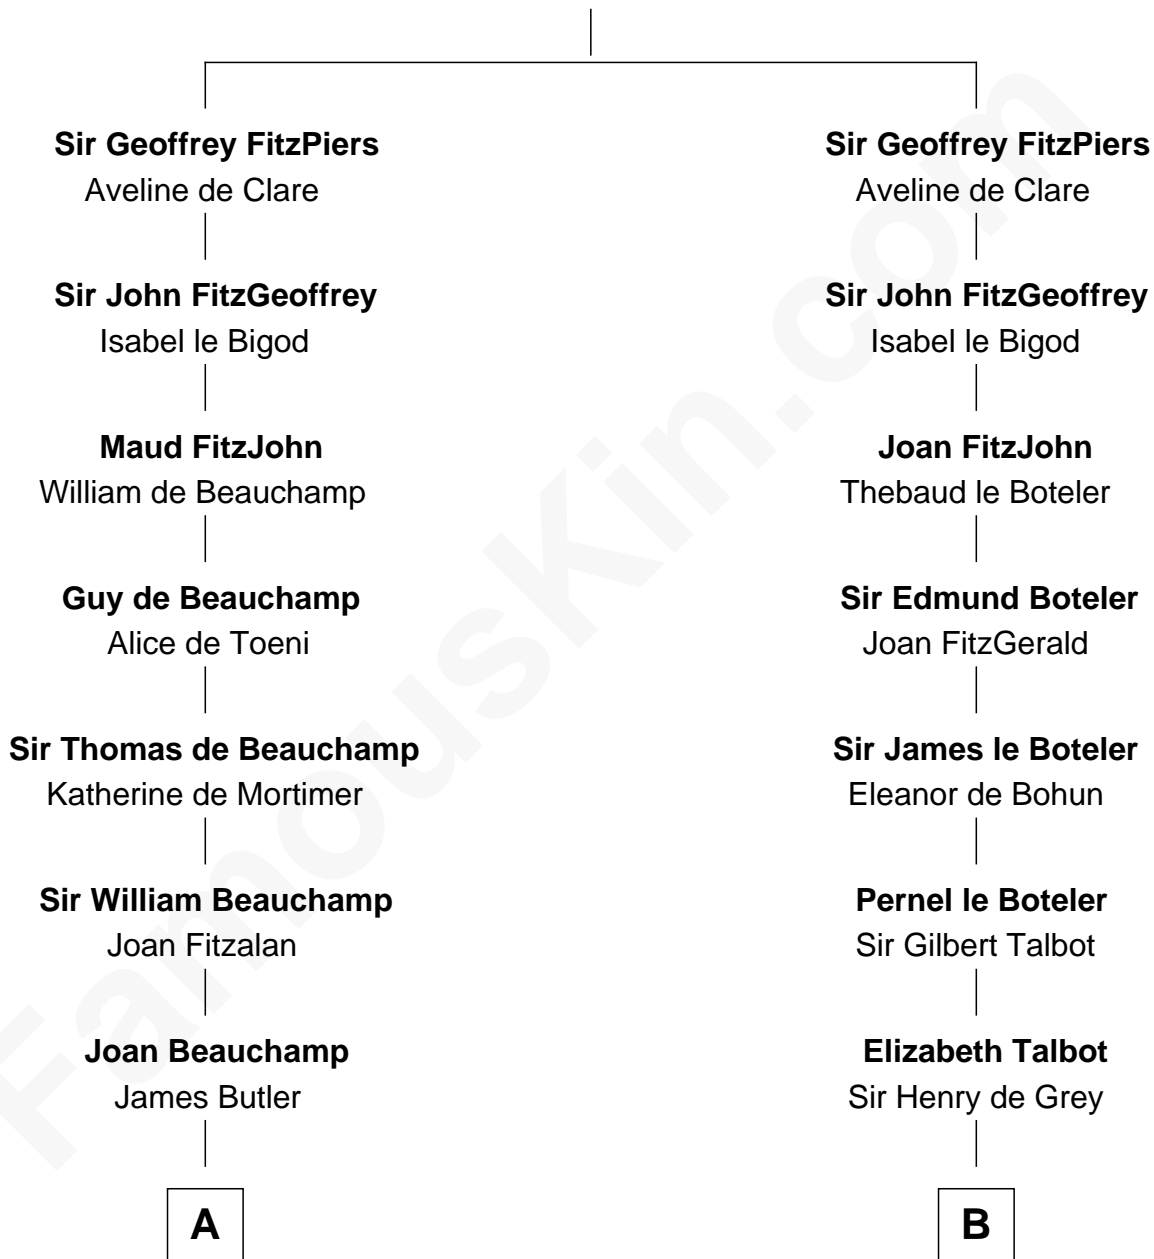 Sir Geoffrey FitzPiers
Aveline de Clare
Sir John FitzGeoffrey
Isabel le Bigod
Maud FitzJohn
William de Beauchamp
Guy de Beauchamp
Alice de Toeni
Sir Thomas de Beauchamp
Katherine de Mortimer
Sir William Beauchamp
Joan Fitzalan
Joan Beauchamp
James Butler
A
Sir Geoffrey FitzPiers
Aveline de Clare
Sir John FitzGeoffrey
Isabel le Bigod
Joan FitzJohn
Thebaud le Boteler
Sir Edmund Boteler
Joan FitzGerald
Sir James le Boteler
Eleanor de Bohun
Pernel le Boteler
Sir Gilbert Talbot
Elizabeth Talbot
Sir Henry de Grey
B
FamousKin.com